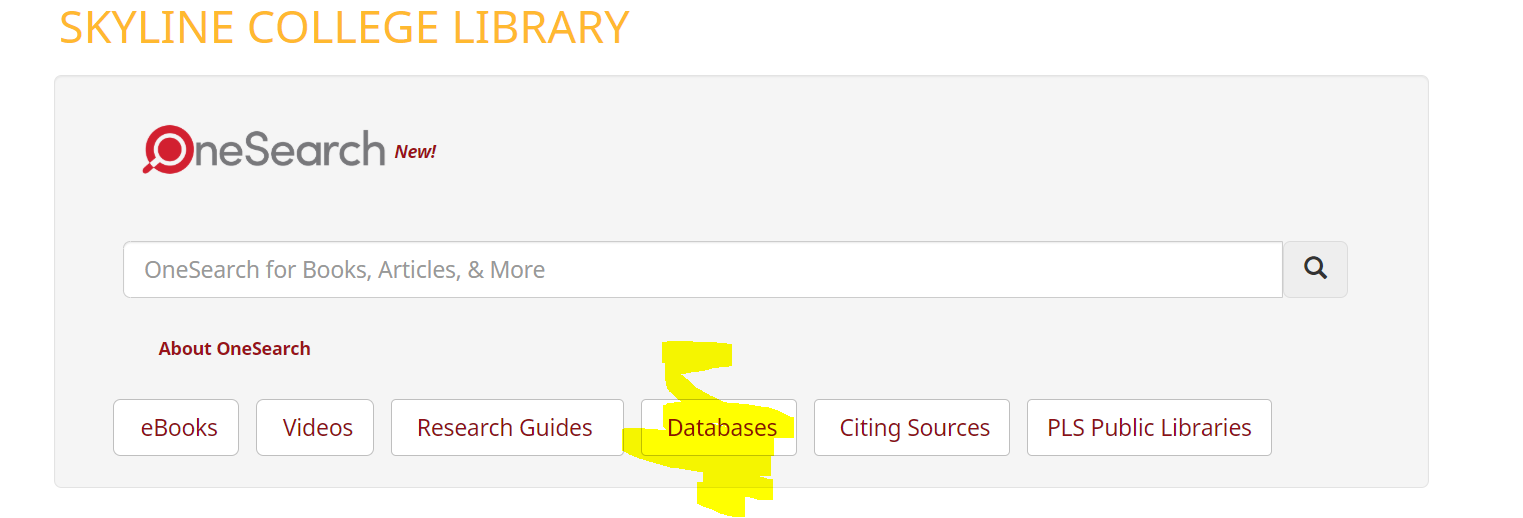 SKYLINE COLLEGE LIBRARY
OneSearch New!
OneSearch for Books, Articles, & More
About OneSearch
eBooks Videos Research Guides Databases Citing Sources PLS Public Libraries